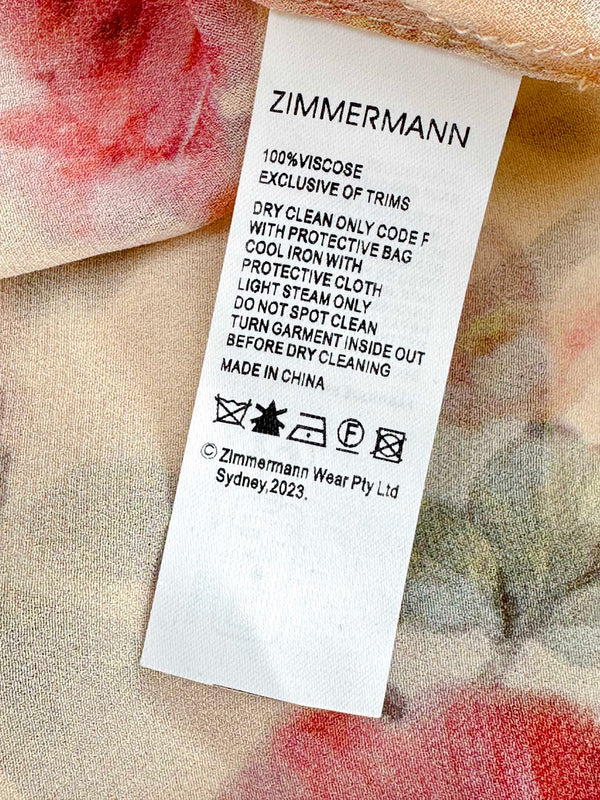 ZIMMERMANN
100%VISCOSE
EXCLUSIVE OF TRIMS
DRY CLEAN ONLY CODE F
WITH PROTECTIVE BAG
COOL IRON WITH
PROTECTIVE CLOTH
LIGHT STEAM ONLY
DO NOT SPOT CLEAN
TURN GARMENT INSIDE OUT
BEFORE DRY CLEANING
MADE IN CHINA
F
© Zimmermann Wear Pty Ltd
Sydney,2023.